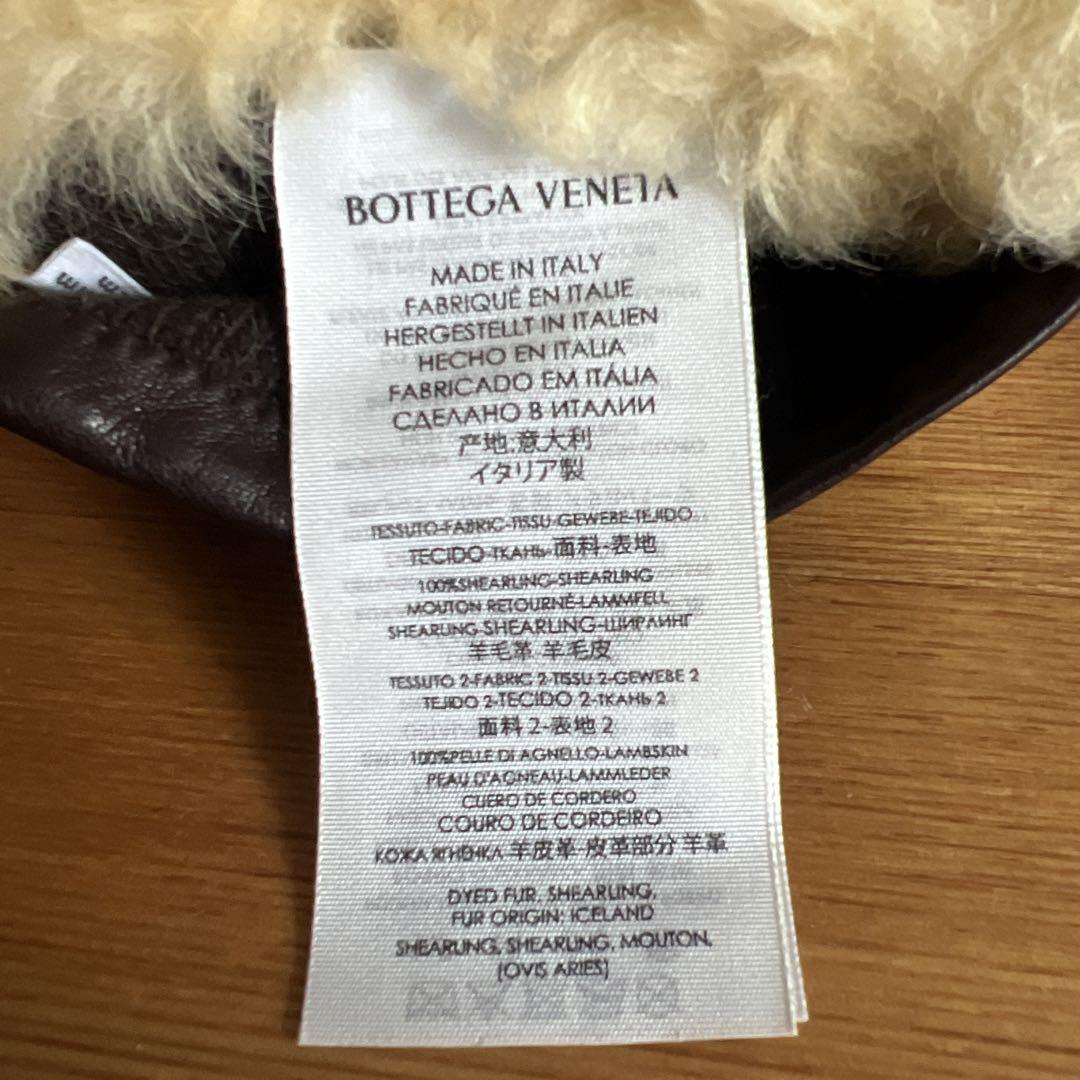 BOTTEGA VENETA
MADE IN ITALY
FABRIQUÉ EN ITALIE
HERGESTELLT IN ITALIEN
HECHO EN ITALIA
FABRICADO EM ITÁLIA
СДЕЛАНО В ИТАЛИИ
产地:意大利
イタリア製
TESSUTO-FABRIC-TISSU-GEWEBE-TEJIDO
TECIDO-ТКАНЬ-面料-表地
100%SHEARLING-SHEARLING
MOUTON RETOURNÉ-LAMMFELL
SHEARLING-SHEARLING-ШИРЛИНГ
羊毛革 羊毛皮
TESSUTO 2-FABRIC 2-TISSU 2-GEWEBE 2
TEJIDO 2-TECIDO 2-ТКАНЬ 2
面料 2-表地 2
100%PELLE DI AGNELLO-LAMBSKIN
PEAU D'AGNEAU-LAMMLEDER
CUERO DE CORDERO
COURO DE CORDEIRO
КОЖА ЯГНЕНКА 羊皮革-皮革部分 羊革
DYED FUR, SHEARLING,
FUR ORIGIN: ICELAND
SHEARLING, SHEARLING, MOUTON,
(OVIS ARIES)